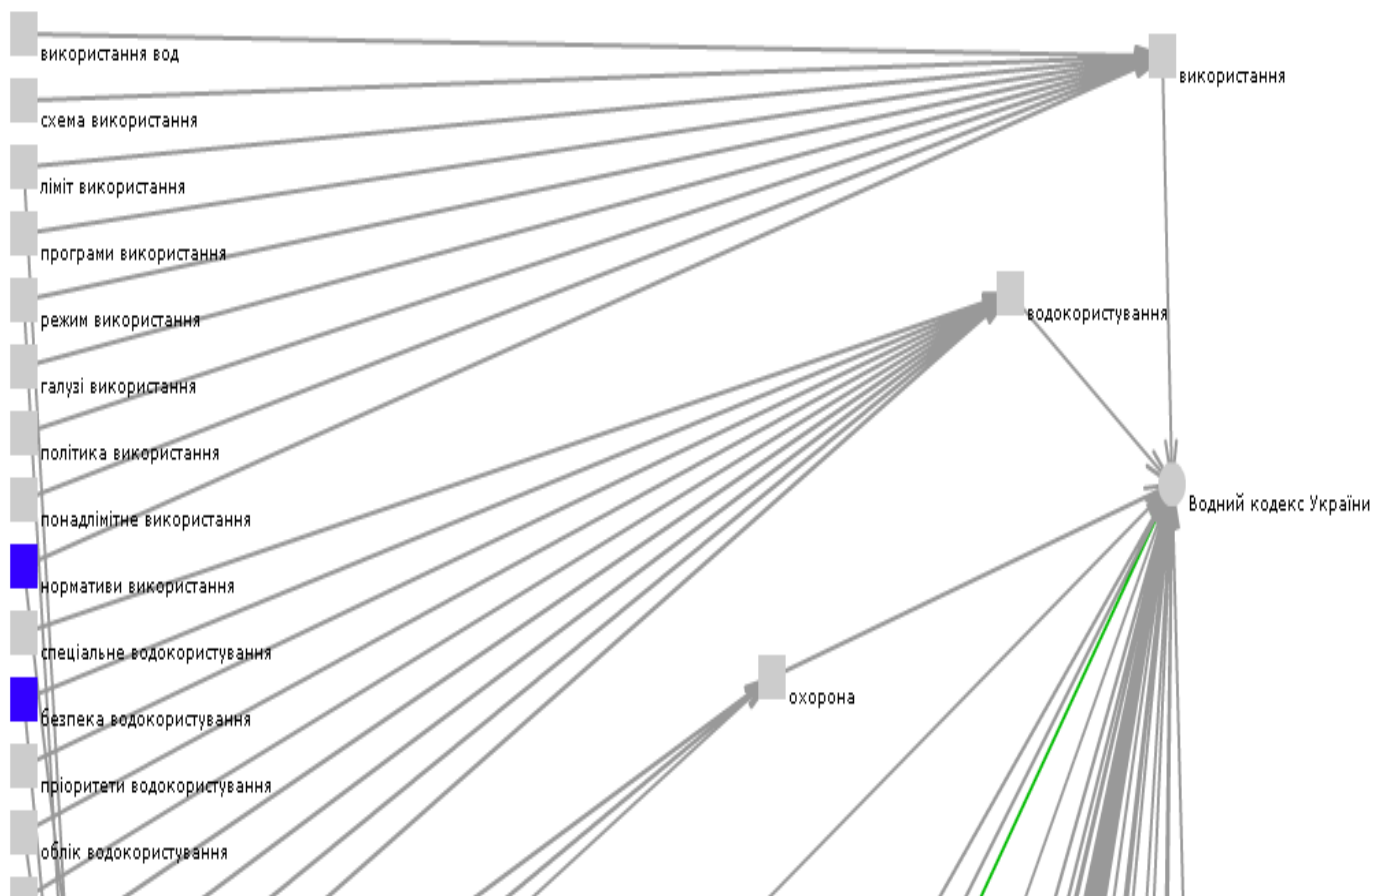 використання вод
використання
схема використання
ліміт використання
програми використання
режим використання
водокористування
галузі використання
політика використання
Водний кодекс України
понадлімітне використання
нормативи використання
спеціальне водокористування
охорона
безпека водокористування
пріоритети водокористування
облік водокористування